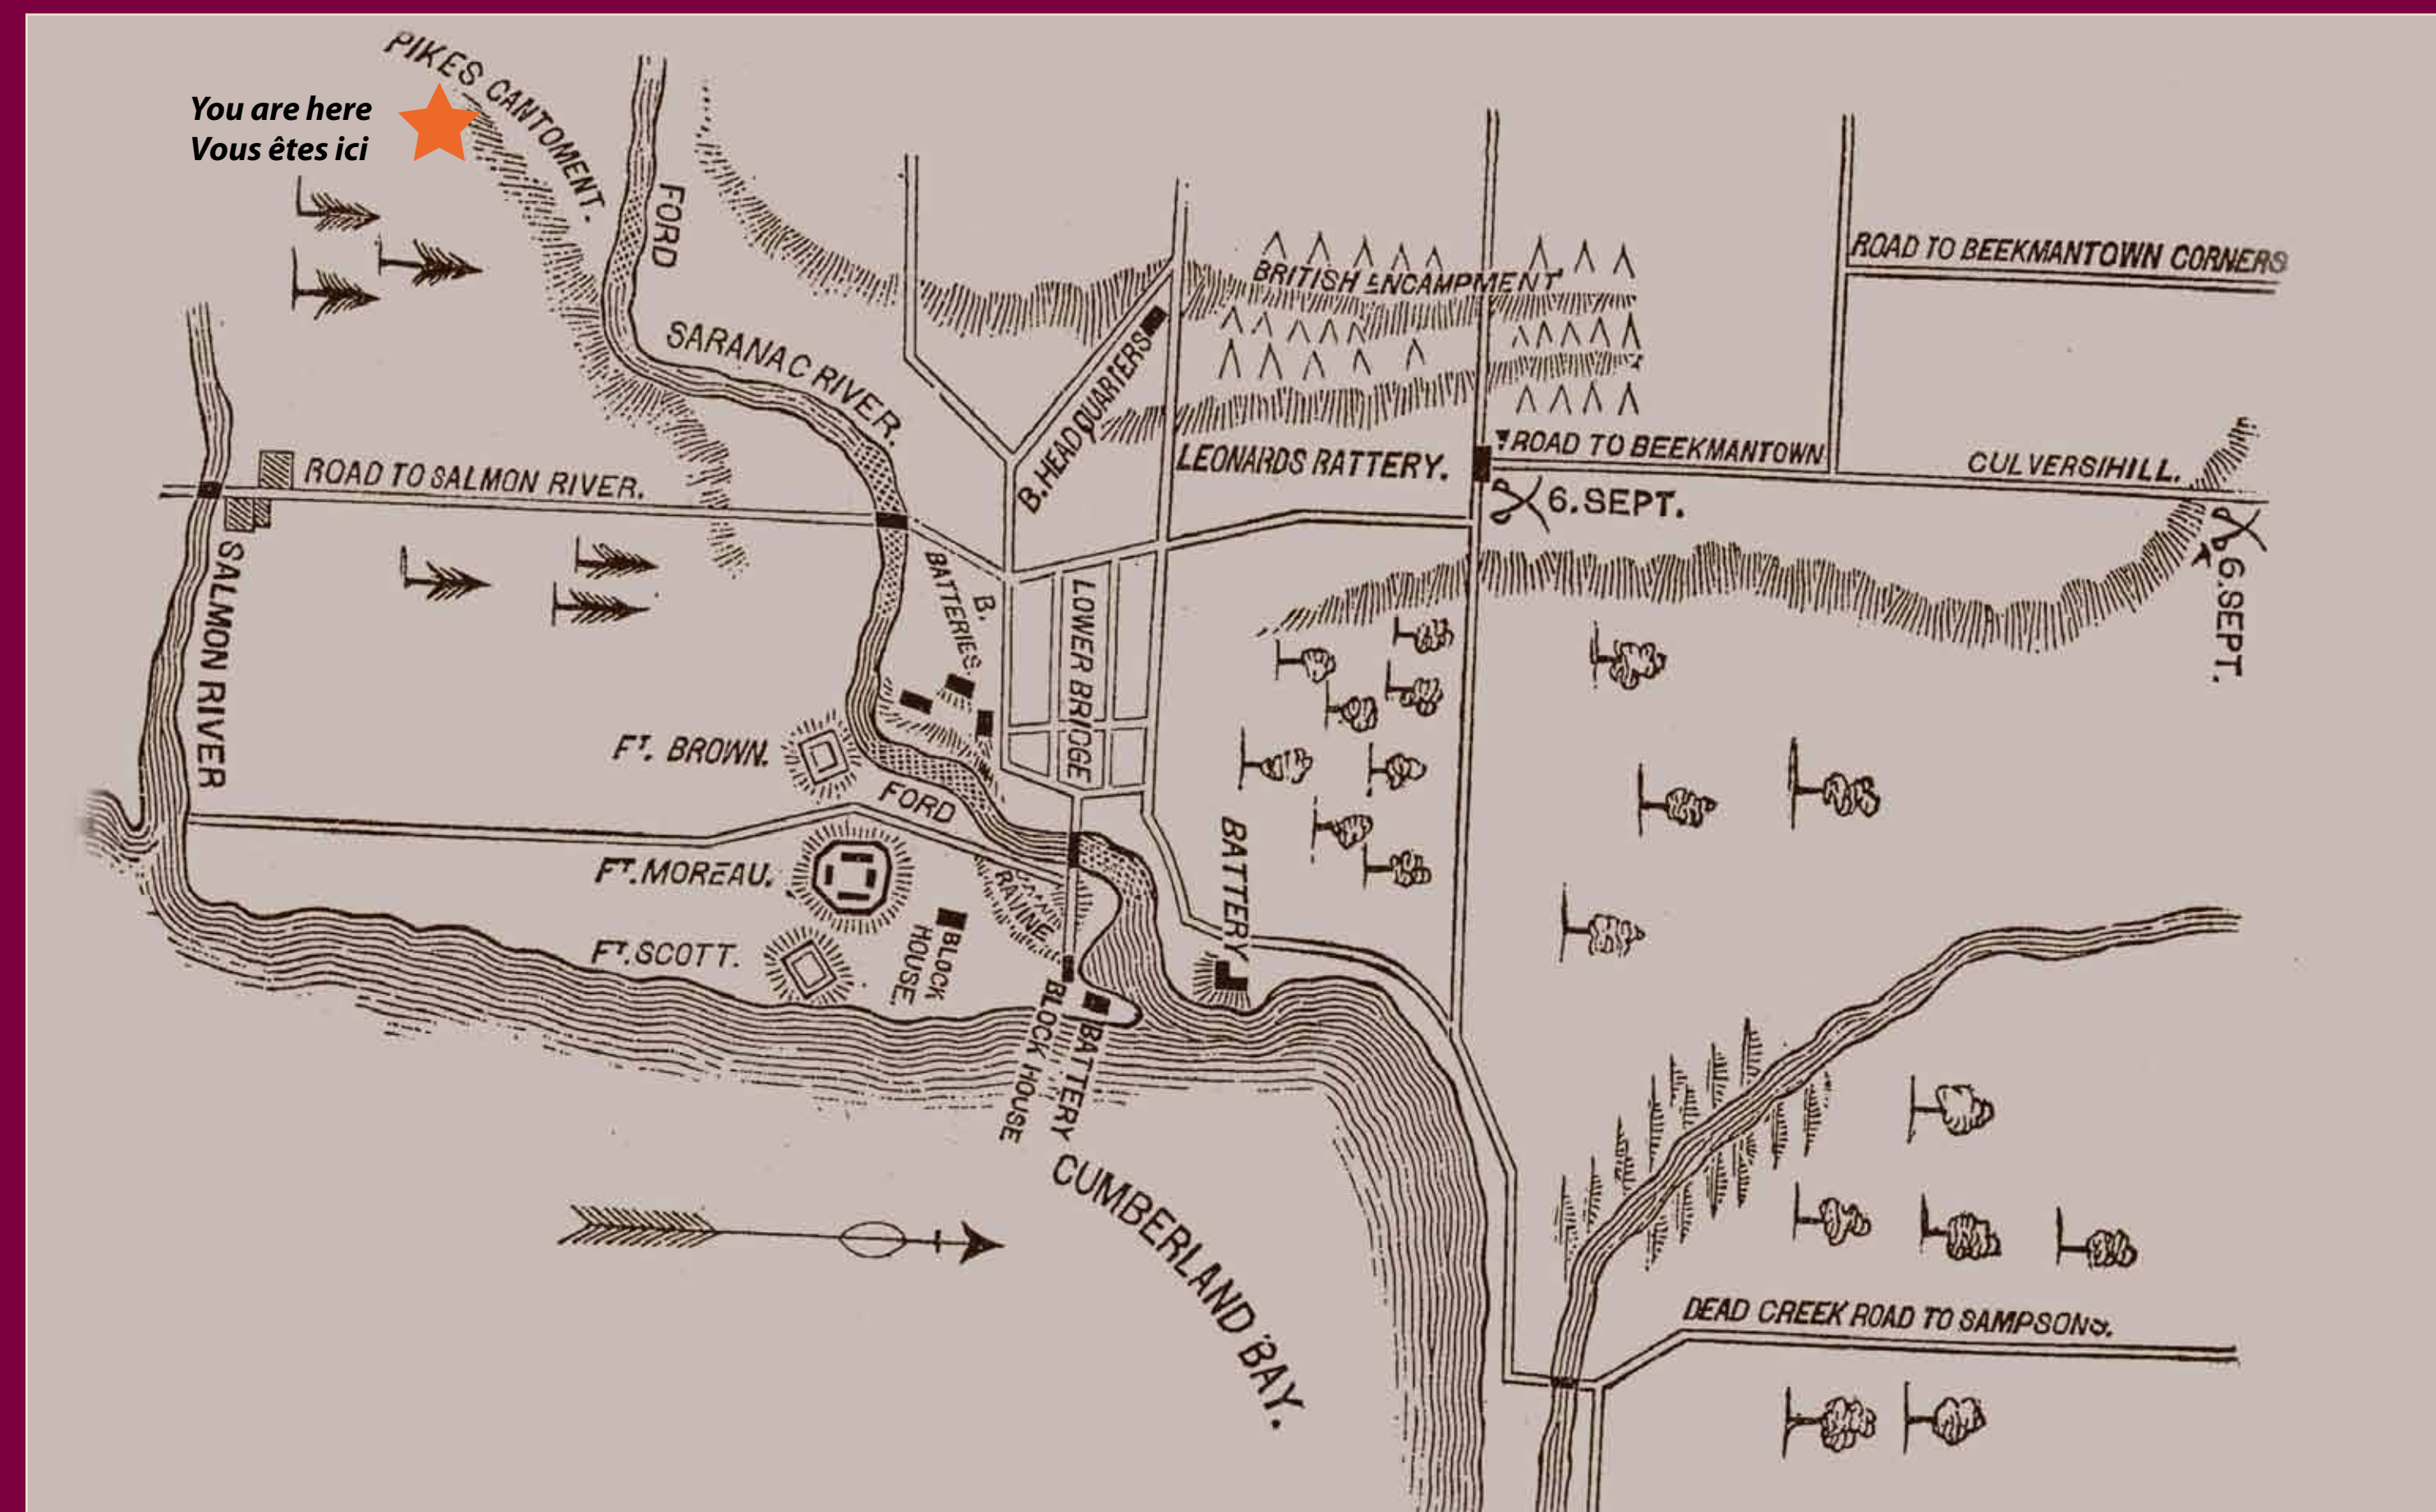 PIKES CANTOMENT.
You are here
Vous êtes ici
FORD
ROAD TO BEEKMANTOWN CORNERS
BRITISH ENCAMPMENT
SARANAC RIVER.
B. HEADQUARTERS
LEONARDS BATTERY.
ROAD TO BEEKMANTOWN
CULVERSIHILL.
ROAD TO SALMON RIVER.
6. SEPT.
6. SEPT.
SALMON RIVER
B.
BATTERIES.
LOWER BRIDGE
FT. BROWN.
FORD
FT. MOREAU.
RAVINE
BATTERY
FT. SCOTT.
BLOCK
HOUSE.
BLOCK HOUSE
BATTERY
CUMBERLAND BAY.
DEAD CREEK ROAD TO SAMPSONS.